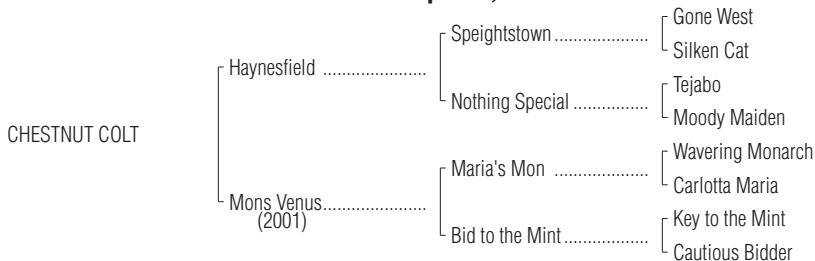 Gone West
Speightstown ....................
Silken Cat
Haynesfield ......................
Tejabo
Nothing Special ................
Moody Maiden
CHESTNUT COLT
Wavering Monarch
Maria's Mon ....................
Carlotta Maria
Mons Venus......................
(2001)
Key to the Mint
Bid to the Mint..................
Cautious Bidder